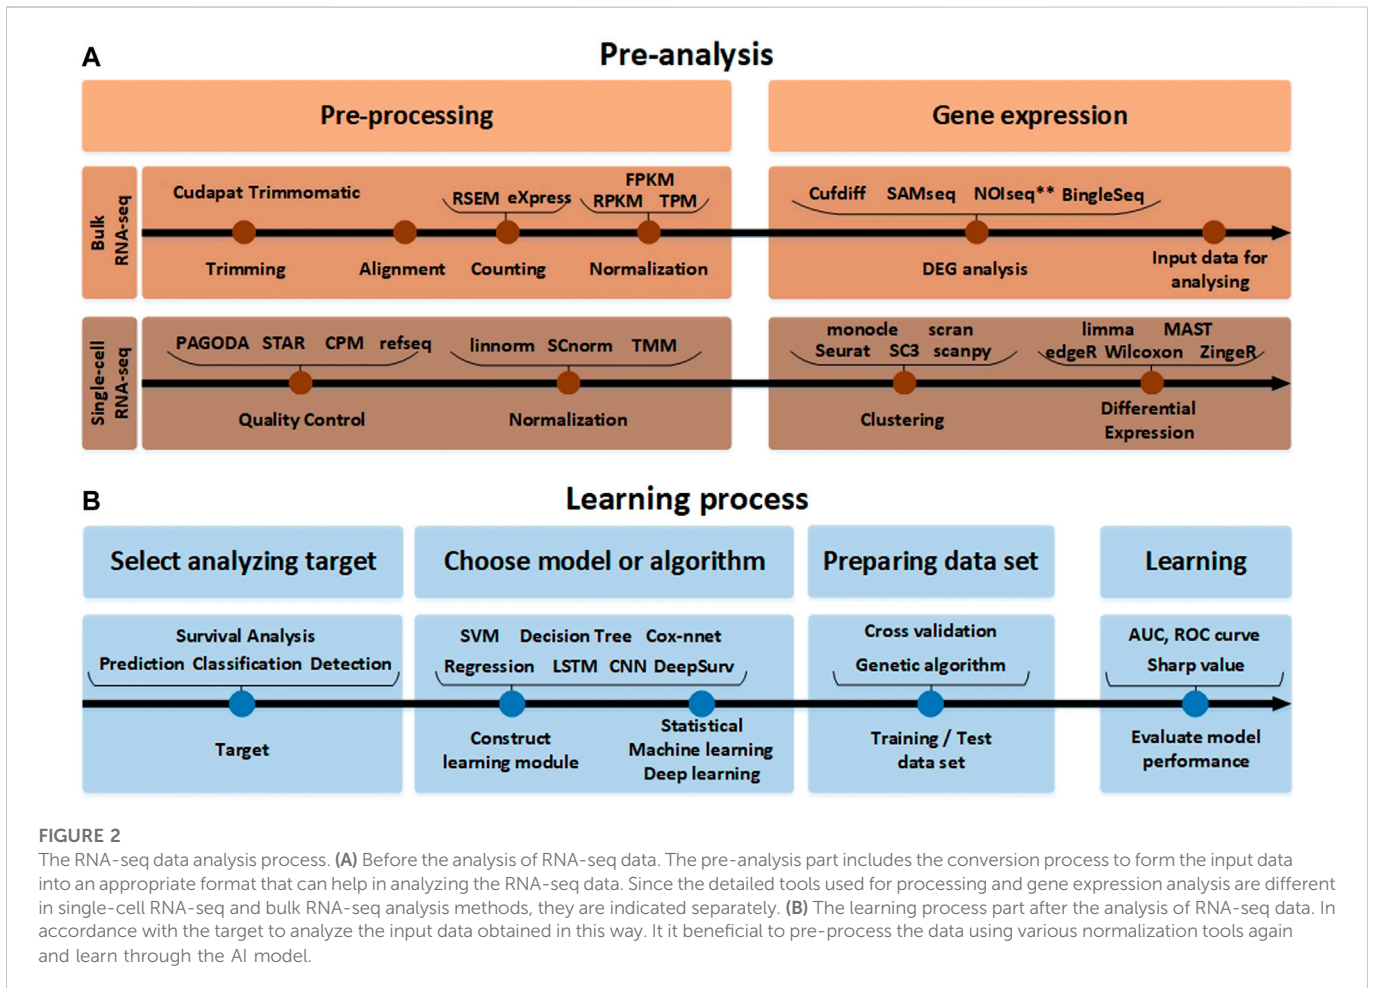 A
Pre-analysis
Pre-processing
Gene expression
Bulk
RNA-seq
Cudapat Trimmomatic
RSEM eXpress
FPKM
RPKM TPM
Cufdiff SAMseq NOIseq** BingleSeq
Trimming
Alignment
Counting
Normalization
DEG analysis
Input data for
analysing
Single-cell
RNA-seq
PAGODA STAR CPM refseq
linnorm SCnorm TMM
monocle scran
Seurat SC3 scanpy
limma MAST
edgeR Wilcoxon ZingeR
Quality Control
Normalization
Clustering
Differential
Expression
B
Learning process
Select analyzing target
Choose model or algorithm
Preparing data set
Learning
Survival Analysis
Prediction Classification Detection
SVM Decision Tree Cox-nnet
Regression LSTM CNN DeepSurv
Cross validation
Genetic algorithm
AUC, ROC curve
Sharp value
Target
Construct
learning module
Statistical
Machine learning
Deep learning
Training / Test
data set
Evaluate model
performance
FIGURE 2
The RNA-seq data analysis process. (A) Before the analysis of RNA-seq data. The pre-analysis part includes the conversion process to form the input data
into an appropriate format that can help in analyzing the RNA-seq data. Since the detailed tools used for processing and gene expression analysis are different
in single-cell RNA-seq and bulk RNA-seq analysis methods, they are indicated separately. (B) The learning process part after the analysis of RNA-seq data. In
accordance with the target to analyze the input data obtained in this way. It it beneficial to pre-process the data using various normalization tools again
and learn through the AI model.